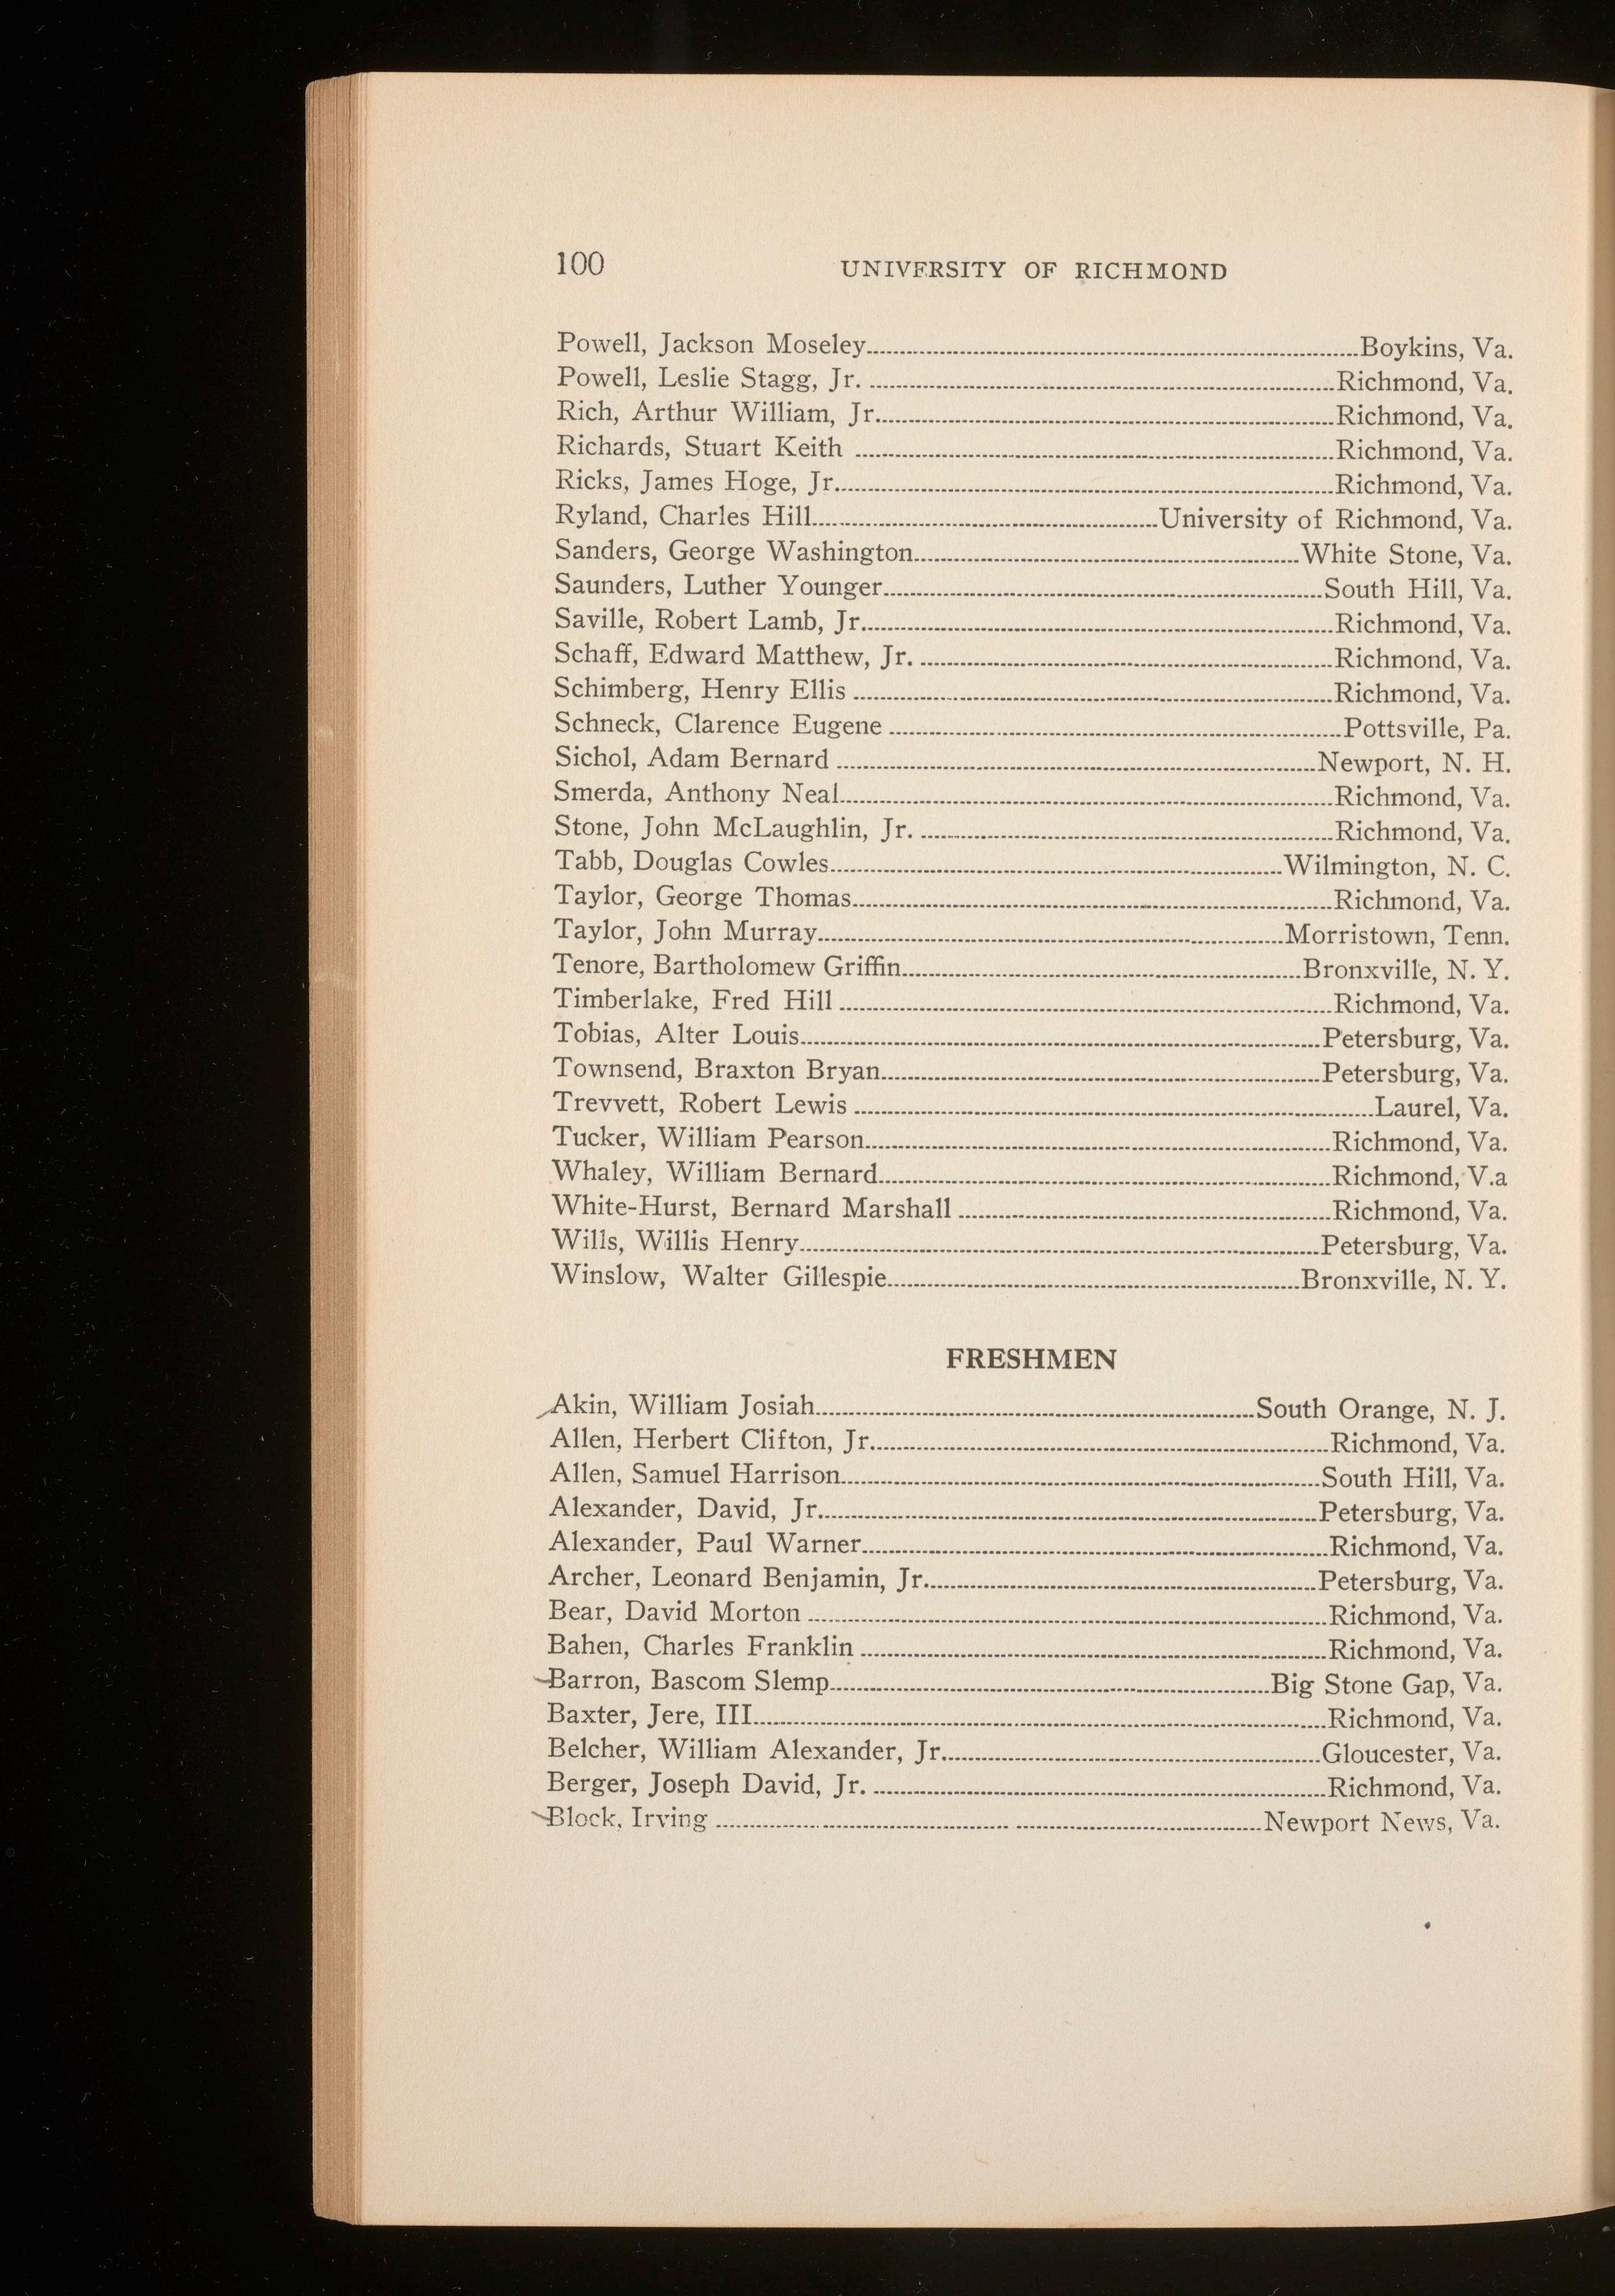 100 UNIVERSITY OF RICHMOND
Powell, Jackson Moseley Boykins, Va.
Powell, Leslie Stagg, Jr. Richmond, Va.
Rich, Arthur William, Jr. Richmond, Va.
Richards, Stuart Keith Richmond, Va.
Ricks, James Hoge, Jr. Richmond, Va.
Ryland, Charles Hill University of Richmond, Va.
Sanders, George Washington White Stone, Va.
Saunders, Luther Younger South Hill, Va.
Saville, Robert Lamb, Jr. Richmond, Va.
Schaff, Edward Matthew, Jr. Richmond, Va.
Schimberg, Henry Ellis Richmond, Va.
Schneck, Clarence Eugene Pottsville, Pa.
Sichol, Adam Bernard Newport, N. H.
Smerda, Anthony Neal Richmond, Va.
Stone, John McLaughlin, Jr. Richmond, Va.
Tabb, Douglas Cowles Wilmington, N. C.
Taylor, George Thomas Richmond, Va.
Taylor, John Murray Morristown, Tenn.
Tenore, Bartholomew Griffin Bronxville, N. Y.
Timberlake, Fred Hill Richmond, Va.
Tobias, Alter Louis Petersburg, Va.
Townsend, Braxton Bryan Petersburg, Va.
Trevvett, Robert Lewis Laurel, Va.
Tucker, William Pearson Richmond, Va.
Whaley, William Bernard Richmond, V.a
White-Hurst, Bernard Marshall Richmond, Va.
Wills, Willis Henry Petersburg, Va.
Winslow, Walter Gillespie Bronxville, N. Y.
FRESHMEN
Akin, William Josiah South Orange, N. J.
Allen, Herbert Clifton, Jr. Richmond, Va.
Allen, Samuel Harrison South Hill, Va.
Alexander, David, Jr. Petersburg, Va.
Alexander, Paul Warner Richmond, Va.
Archer, Leonard Benjamin, Jr. Petersburg, Va.
Bear, David Morton Richmond, Va.
Bahen, Charles Franklin Richmond, Va.
Barron, Bascom Slemp Big Stone Gap, Va.
Baxter, Jere, III Richmond, Va.
Belcher, William Alexander, Jr. Gloucester, Va.
Berger, Joseph David, Jr. Richmond, Va.
Block, Irving Newport News, Va.